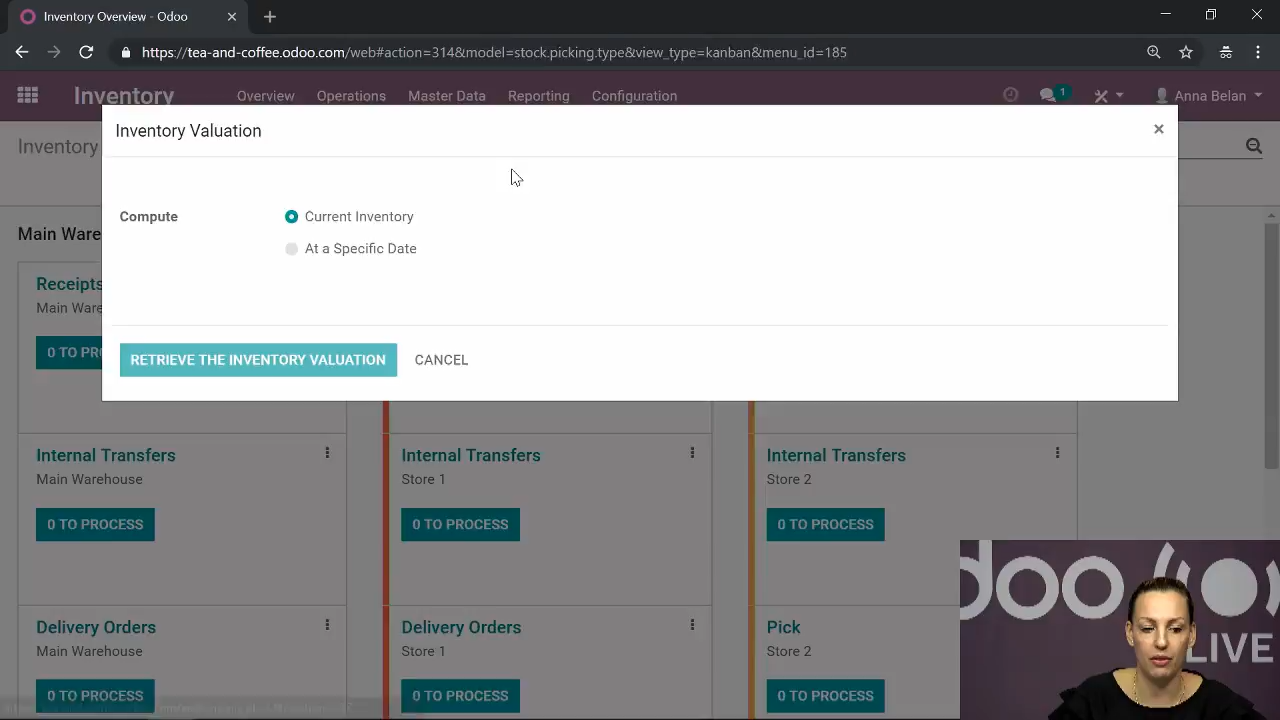 Inventory Overview - Odoo
https://tea-and-coffee.odoo.com/web#action=314&model=stock.picking.type&view_type=kanban&menu_id=185
Inventory
Overview
Operations
Master Data
Reporting
Configuration
1
Anna Belan
Inventory
Inventory Valuation
×
Compute
Current Inventory
At a Specific Date
RETRIEVE THE INVENTORY VALUATION
CANCEL
Main Ware
Receipts
Main Ware
0 TO PR
Internal Transfers
Main Warehouse
0 TO PROCESS
Internal Transfers
Store 1
0 TO PROCESS
Internal Transfers
Store 2
0 TO PROCESS
Delivery Orders
Main Warehouse
0 TO PROCESS
Delivery Orders
Store 1
0 TO PROCESS
Pick
Store 2
0 TO PROCESS
doo
LIVE